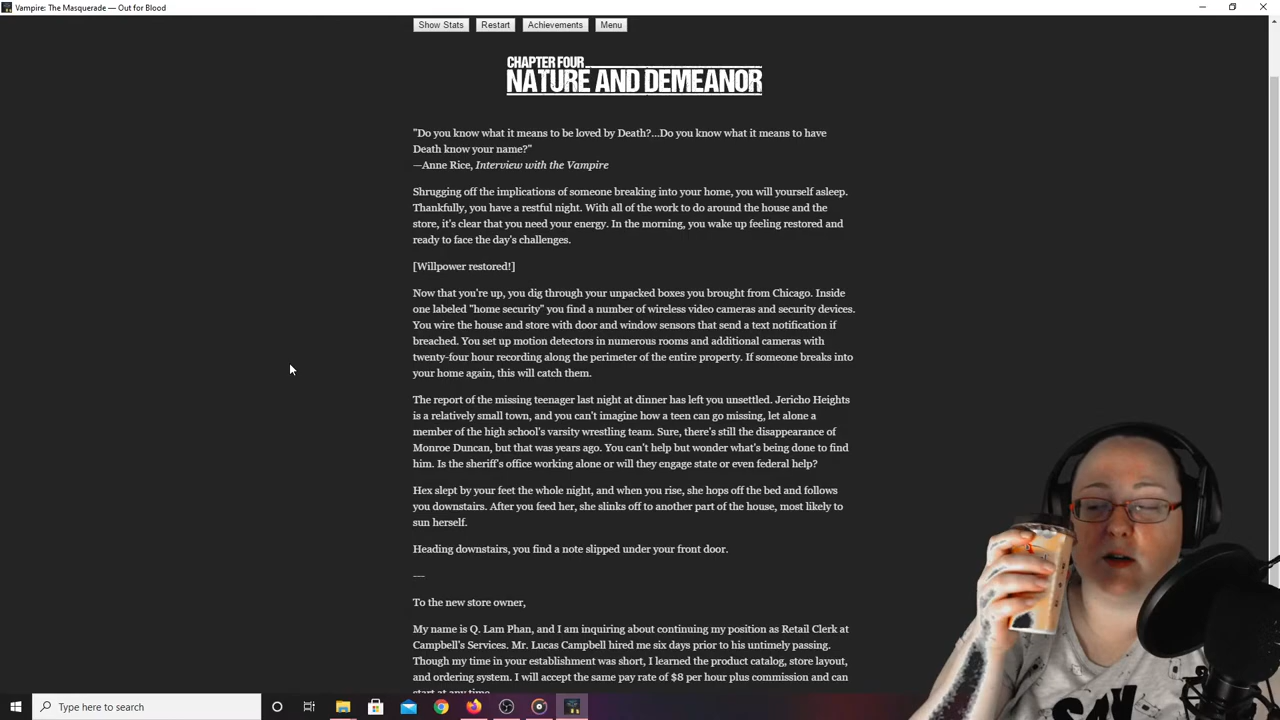 Vampire: The Masquerade — Out for Blood
Show Stats Restart Achievements Menu
CHAPTER FOUR
NATURE AND DEMEANOR
"Do you know what it means to be loved by Death?...Do you know what it means to have
Death know your name?"
—Anne Rice, Interview with the Vampire
Shrugging off the implications of someone breaking into your home, you will yourself asleep.
Thankfully, you have a restful night. With all of the work to do around the house and the
store, it's clear that you need your energy. In the morning, you wake up feeling restored and
ready to face the day's challenges.
[Willpower restored!]
Now that you're up, you dig through your unpacked boxes you brought from Chicago. Inside
one labeled "home security" you find a number of wireless video cameras and security devices.
You wire the house and store with door and window sensors that send a text notification if
breached. You set up motion detectors in numerous rooms and additional cameras with
twenty-four hour recording along the perimeter of the entire property. If someone breaks into
your home again, this will catch them.
The report of the missing teenager last night at dinner has left you unsettled. Jericho Heights
is a relatively small town, and you can't imagine how a teen can go missing, let alone a
member of the high school's varsity wrestling team. Sure, there's still the disappearance of
Monroe Duncan, but that was years ago. You can't help but wonder what's being done to find
him. Is the sheriff's office working alone or will they engage state or even federal help?
Hex slept by your feet the whole night, and when you rise, she hops off the bed and follows
you downstairs. After you feed her, she slinks off to another part of the house, most likely to
sun herself.
Heading downstairs, you find a note slipped under your front door.
—
To the new store owner,
My name is Q. Lam Phan, and I am inquiring about continuing my position as Retail Clerk at
Campbell's Services. Mr. Lucas Campbell hired me six days prior to his untimely passing.
Though my time in your establishment was short, I learned the product catalog, store layout,
and ordering system. I will accept the same pay rate of $8 per hour plus commission and can
start at any time.
SAY
Type here to search